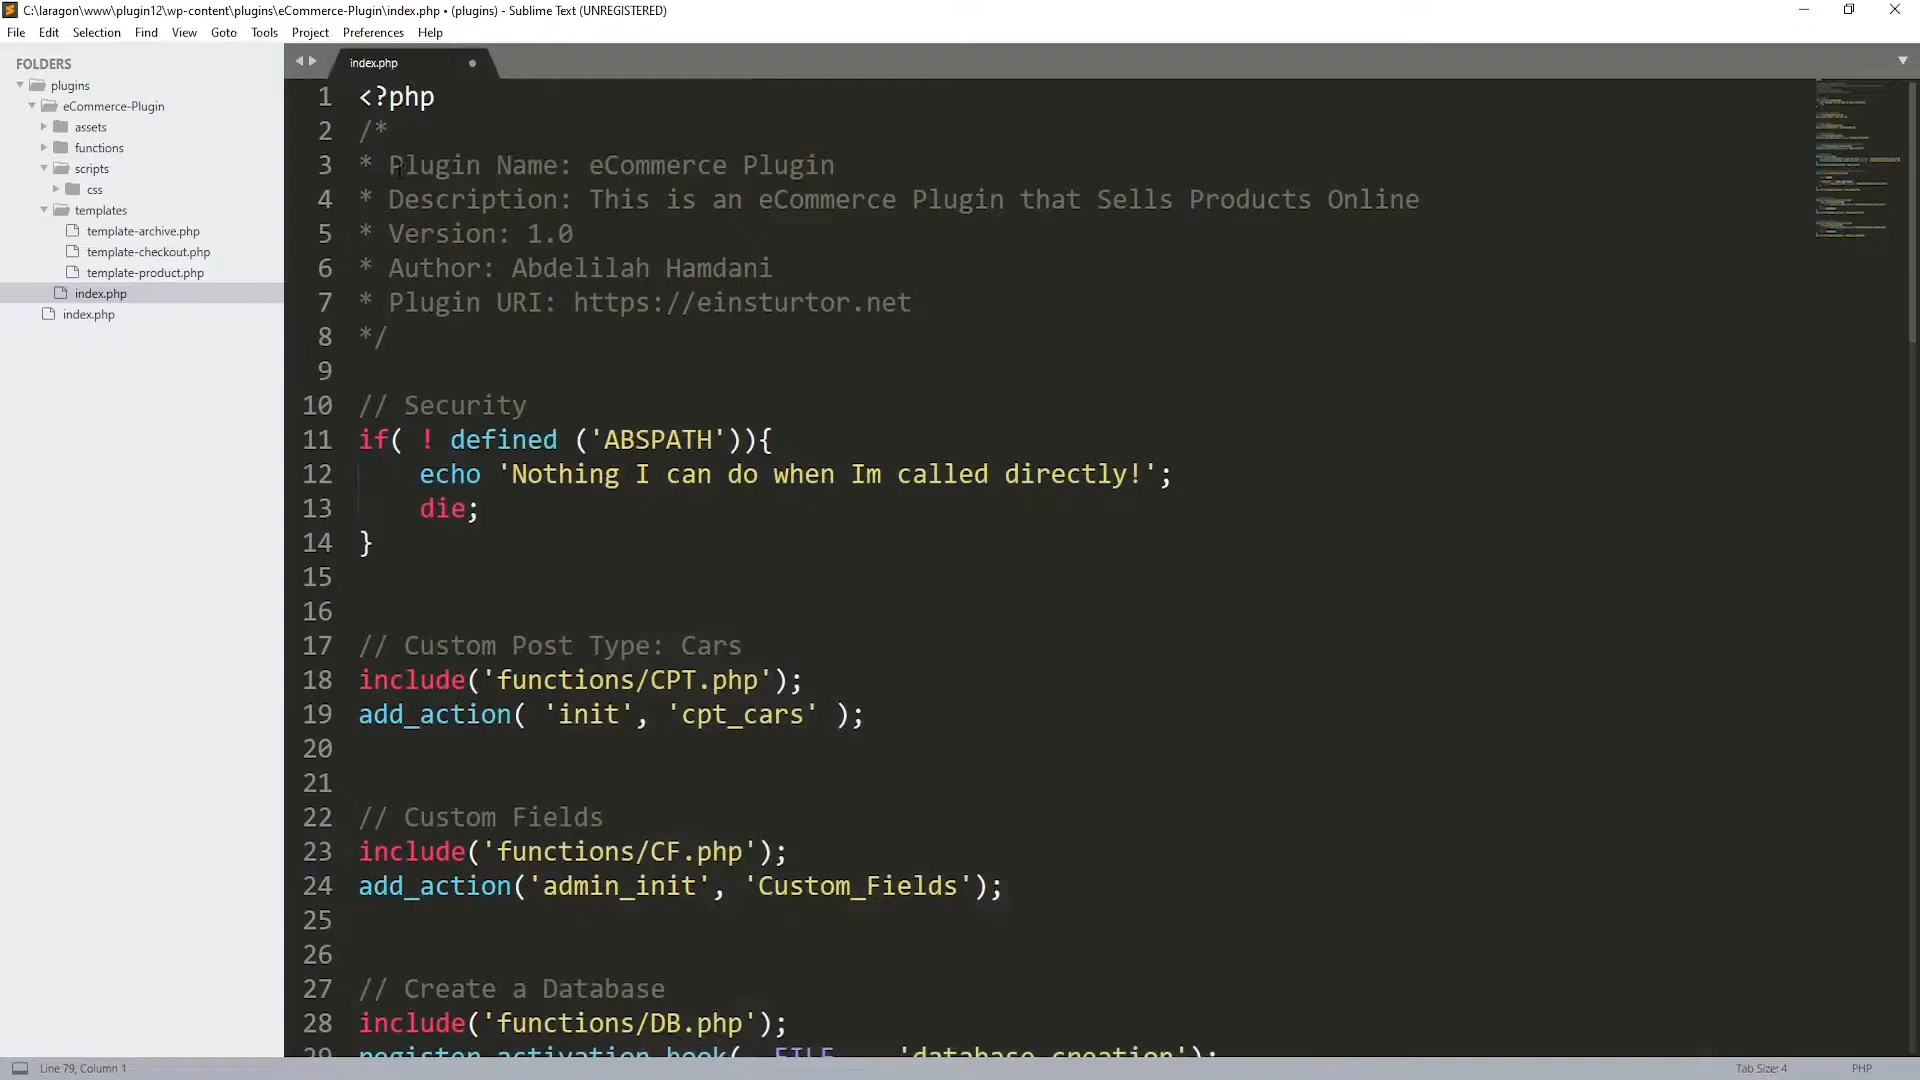 C:\laragon\www\plugin12\wp-content\plugins\eCommerce-Plugin\index.php • (plugins) - Sublime Text (UNREGISTERED)
File Edit Selection Find View Goto Tools Project Preferences Help
FOLDERS
plugins
eCommerce-Plugin
assets
functions
scripts
css
templates
template-archive.php
template-checkout.php
template-product.php
index.php
index.php
index.php
1 <?php
2 /*
3 * Plugin Name: eCommerce Plugin
4 * Description: This is an eCommerce Plugin that Sells Products Online
5 * Version: 1.0
6 * Author: Abdelilah Hamdani
7 * Plugin URI: https://einsturtor.net
8 */
9
10 // Security
11 if( ! defined ('ABSPATH')){
12 echo 'Nothing I can do when Im called directly!';
13 die;
14 }
15
16
17 // Custom Post Type: Cars
18 include('functions/CPT.php');
19 add_action( 'init', 'cpt_cars' );
20
21
22 // Custom Fields
23 include('functions/CF.php');
24 add_action('admin_init', 'Custom_Fields');
25
26
27 // Create a Database
28 include('functions/DB.php');
29 register_activation_hook( __FILE__, 'database_creation');
Line 79, Column 1
Tab Size: 4
PHP